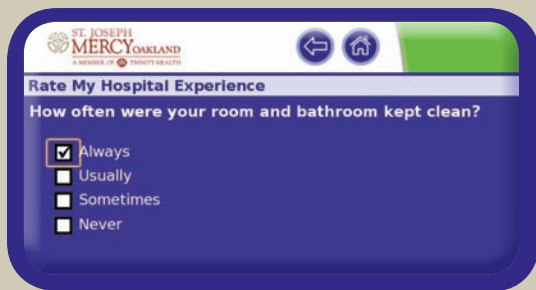 ST. JOSEPH
MERCY OAKLAND
A MEMBER OF TRINITY HEALTH
Rate My Hospital Experience
How often were your room and bathroom kept clean?
Always
Usually
Sometimes
Never